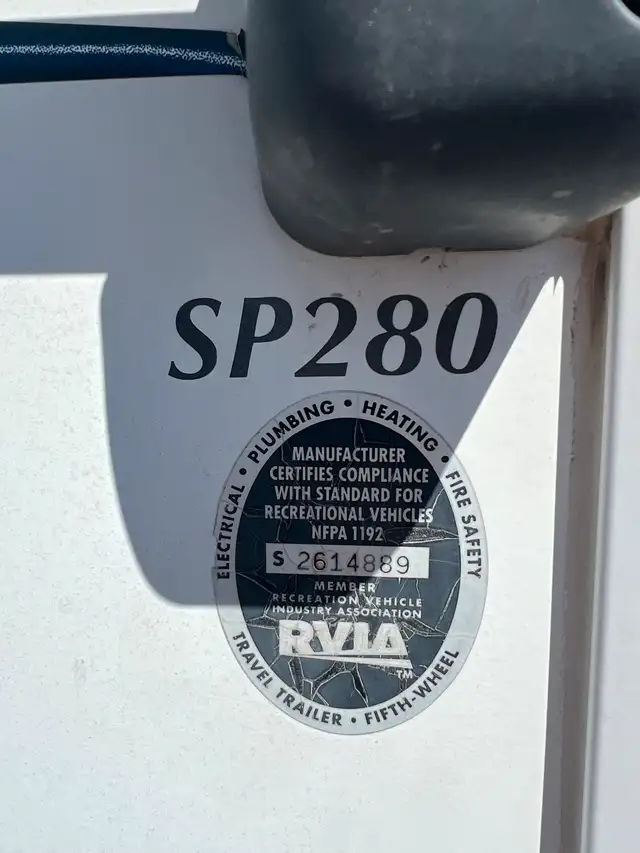 SP280
ELECTRICAL • PLUMBING • HEATING • FIRE SAFETY
MANUFACTURER
CERTIFIES COMPLIANCE
WITH STANDARD FOR
RECREATIONAL VEHICLES
NFPA 1192
S 2614889
MEMBER
RECREATION VEHICLE
INDUSTRY ASSOCIATION
RVIA
TM
TRAVEL TRAILER • FIFTH-WHEEL